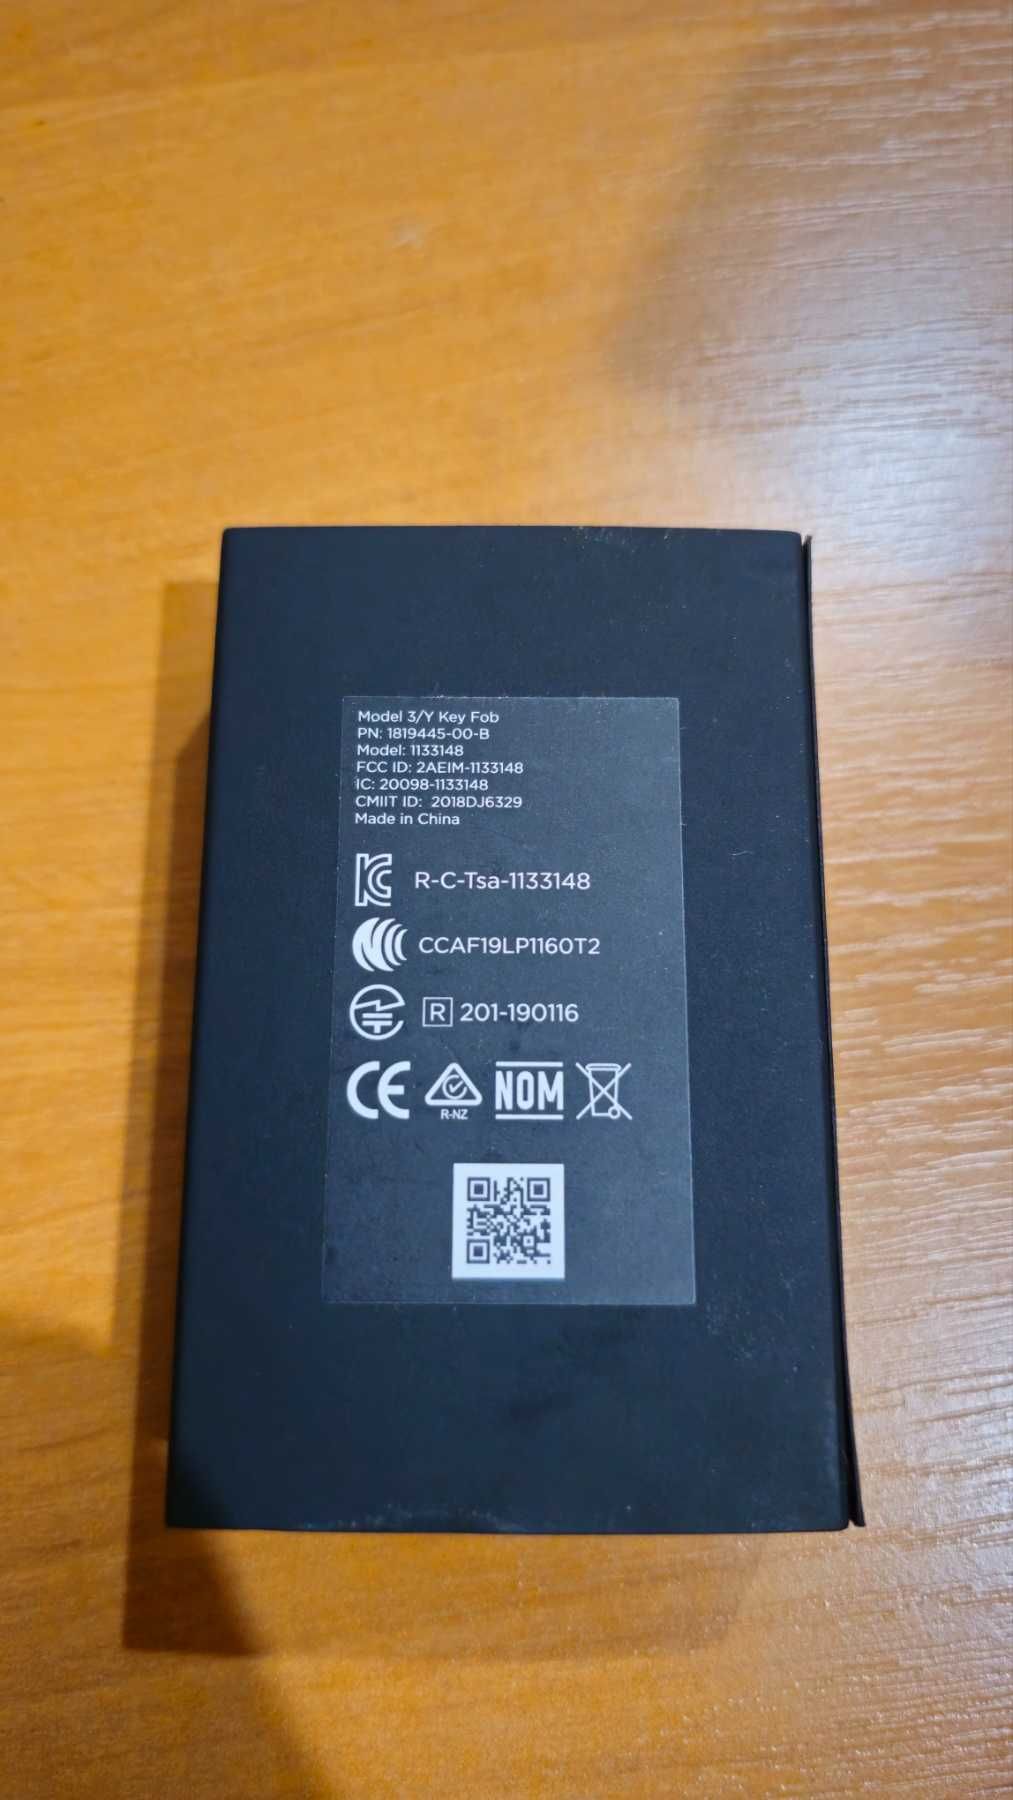 Model 3/Y Key Fob
PN: 1819445-00-B
Model: 1133148
FCC ID: 2AEIM-1133148
IC: 20098-1133148
CMIIT ID: 2018DJ6329
Made in China
R-C-Tsa-1133148
CCAF19LP1160T2
R 201-190116
CE R-NZ NOM